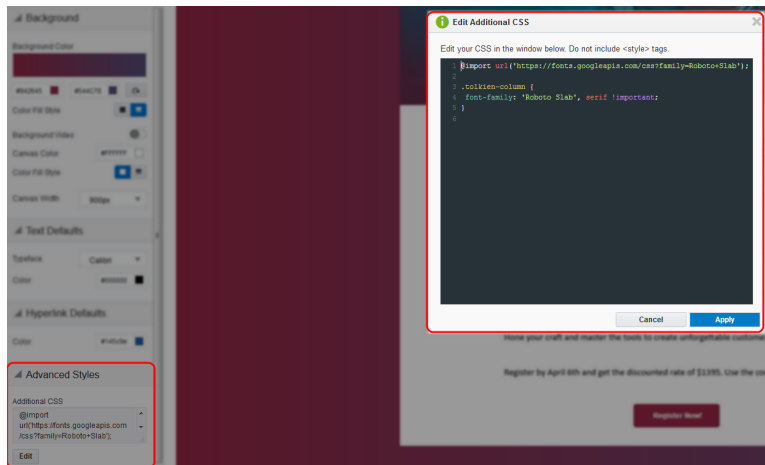 Background
Background Color
Color Fill Style
Background Video
Canvas Color #FFFFFF
Color Fill Style
Canvas Width 900px
Text Defaults
Typeface Calibri
Color #000000
Hyperlink Defaults
Color
Advanced Styles
Additional CSS
@import
url('https://fonts.googleapis.com
/css?family=Roboto+Slab');
Edit
Edit Additional CSS
Edit your CSS in the window below. Do not include <style> tags.
1 @import url('https://fonts.googleapis.com/css?family=Roboto+Slab');
2
3 .tolkien-column {
4 font-family: 'Roboto Slab', serif !important;
5 }
6
Cancel Apply
Hone your craft and master the tools to create unforgettable custome
Register by April 6th and get the discounted rate of $1395. Use the co
Register Now!